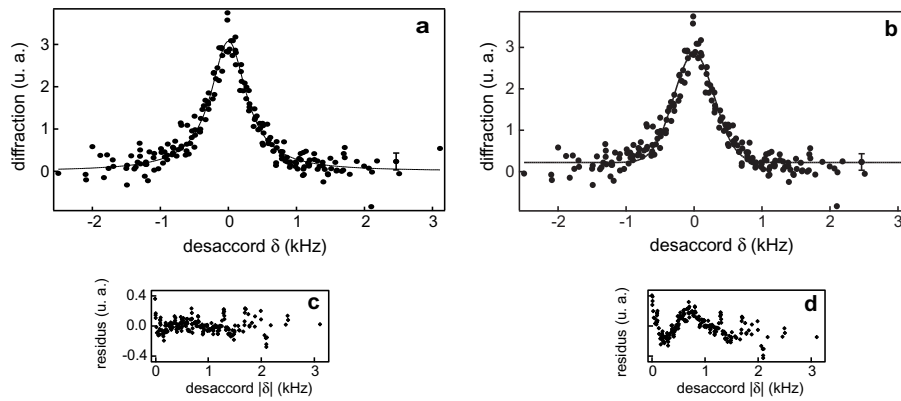 a
diffraction (u. a.)
3
2
1
0
-2 -1 0 1 2 3
desaccord δ (kHz)
b
diffraction (u. a.)
3
2
1
0
-2 -1 0 1 2 3
desaccord δ (kHz)
c
residus (u. a.)
0.4
0.0
-0.4
0 1 2 3
desaccord |δ| (kHz)
d
residus (u. a.)
0 1 2 3
desaccord |δ| (kHz)